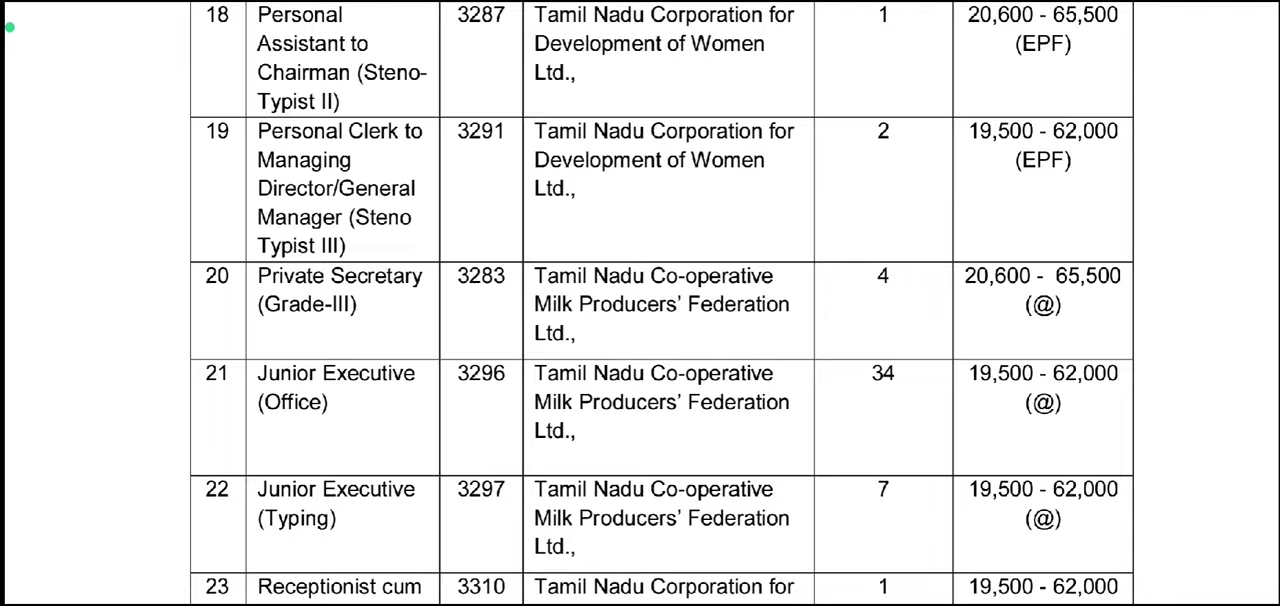 18 Personal 3287 Tamil Nadu Corporation for 1 20,600 - 65,500
Assistant to Development of Women (EPF)
Chairman (Steno- Ltd.,
Typist II)
19 Personal Clerk to 3291 Tamil Nadu Corporation for 2 19,500 - 62,000
Managing Development of Women (EPF)
Director/General Ltd.,
Manager (Steno
Typist III)
20 Private Secretary 3283 Tamil Nadu Co-operative 4 20,600 - 65,500
(Grade-III) Milk Producers’ Federation (@)
Ltd.,
21 Junior Executive 3296 Tamil Nadu Co-operative 34 19,500 - 62,000
(Office) Milk Producers’ Federation (@)
Ltd.,
22 Junior Executive 3297 Tamil Nadu Co-operative 7 19,500 - 62,000
(Typing) Milk Producers’ Federation (@)
Ltd.,
23 Receptionist cum 3310 Tamil Nadu Corporation for 1 19,500 - 62,000